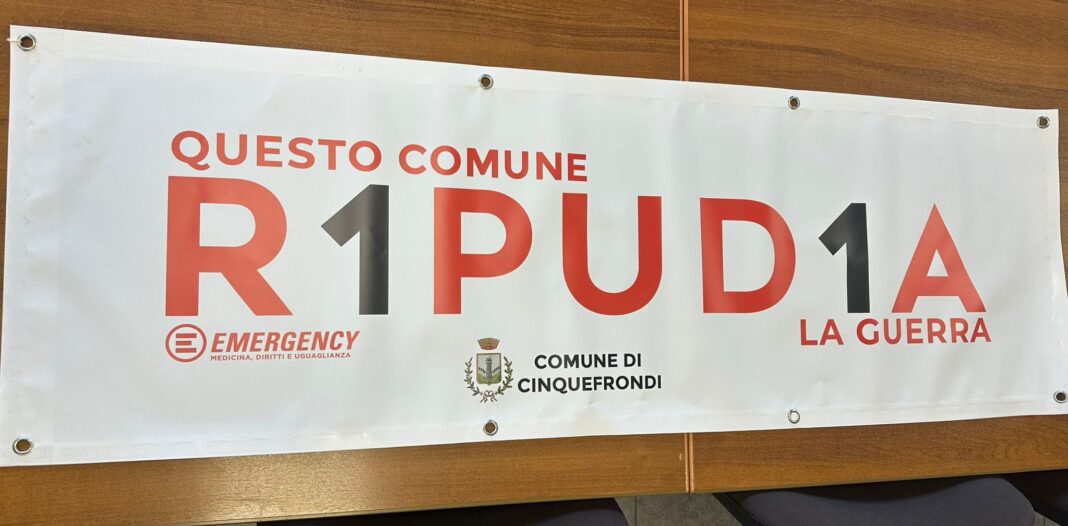 QUESTO COMUNE
R1PUD1A
LA GUERRA
EMERGENCY
MEDICINA, DIRITTI E UGUAGLIANZA
COMUNE DI
CINQUEFRONDI